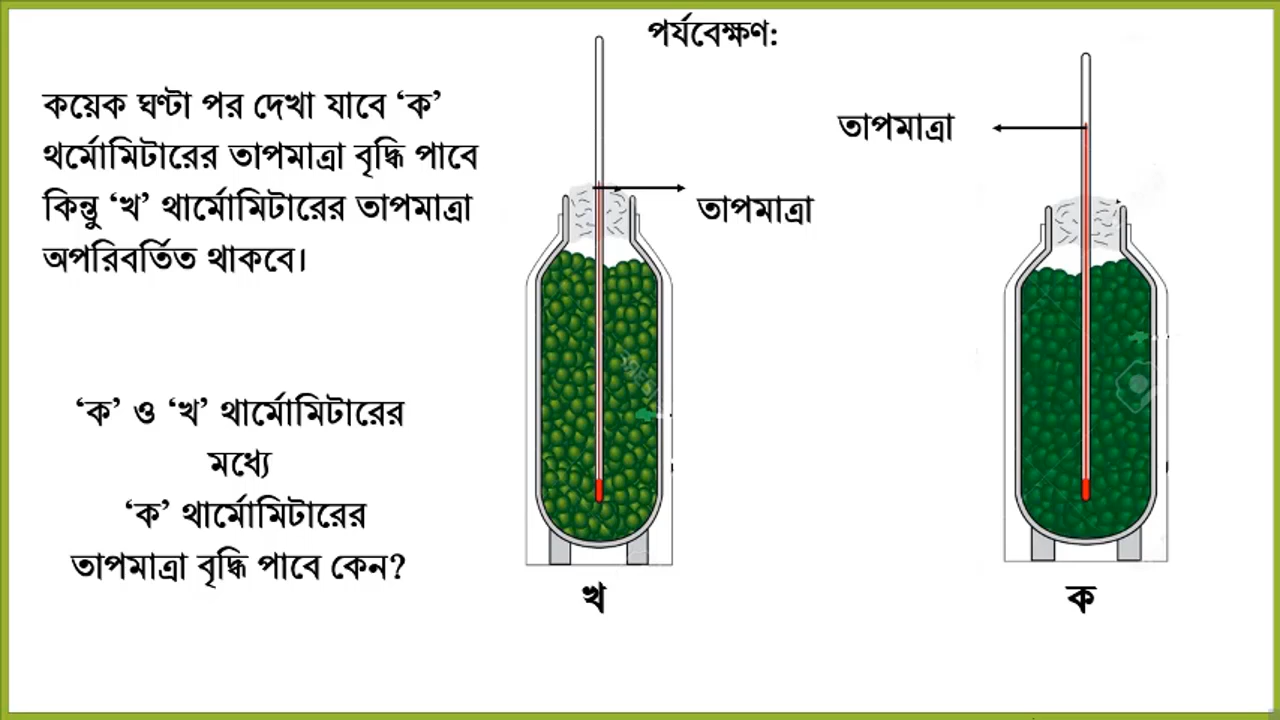 পর্যবেক্ষণ:
কয়েক ঘণ্টা পর দেখা যাবে ‘ক’
থর্মোমিটারের তাপমাত্রা বৃদ্ধি পাবে
কিন্তু ‘খ’ থার্মোমিটারের তাপমাত্রা
অপরিবর্তিত থাকবে।
তাপমাত্রা
তাপমাত্রা
‘ক’ ও ‘খ’ থার্মোমিটারের
মধ্যে
‘ক’ থার্মোমিটারের
তাপমাত্রা বৃদ্ধি পাবে কেন?
খ
ক